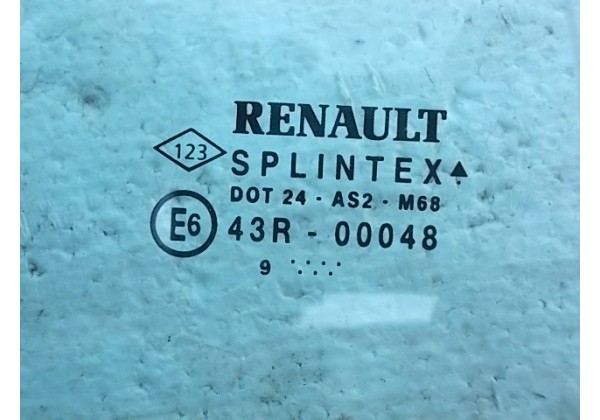 RENAULT
123 SPLINTEX
DOT 24 - AS2 - M68
E6 43R - 00048
9